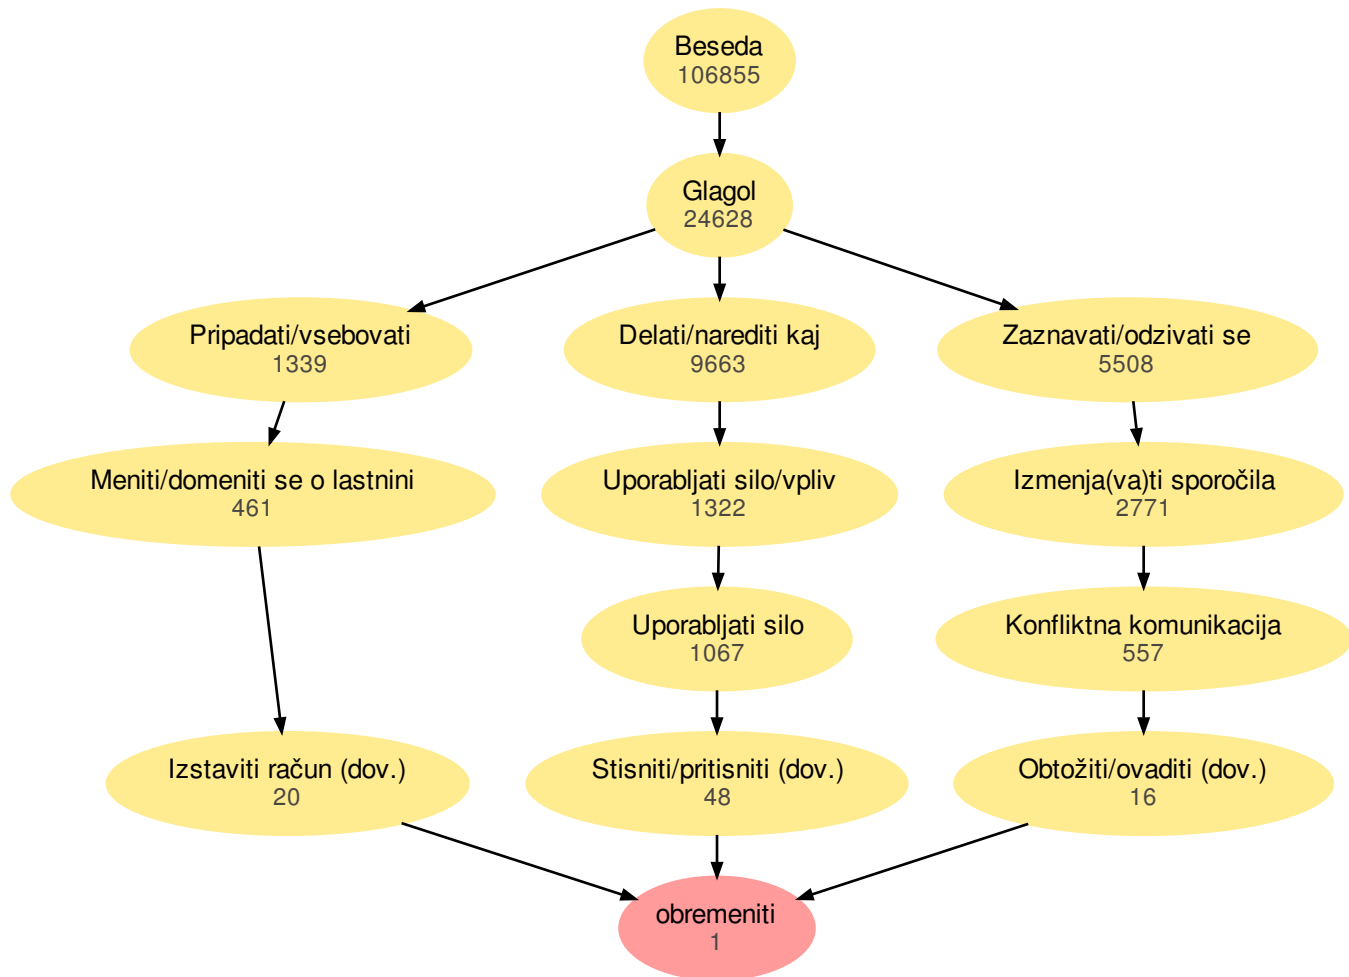 Beseda
106855
Glagol
24628
Pripadati/vsebovati
1339
Delati/narediti kaj
9663
Zaznavati/odzivati se
5508
Meniti/domeniti se o lastnini
461
Uporabljati silo/vpliv
1322
Izmenja(va)ti sporočila
2771
Uporabljati silo
1067
Konfliktna komunikacija
557
Izstaviti račun (dov.)
20
Stisniti/pritisniti (dov.)
48
Obtožiti/ovaditi (dov.)
16
obremeniti
1